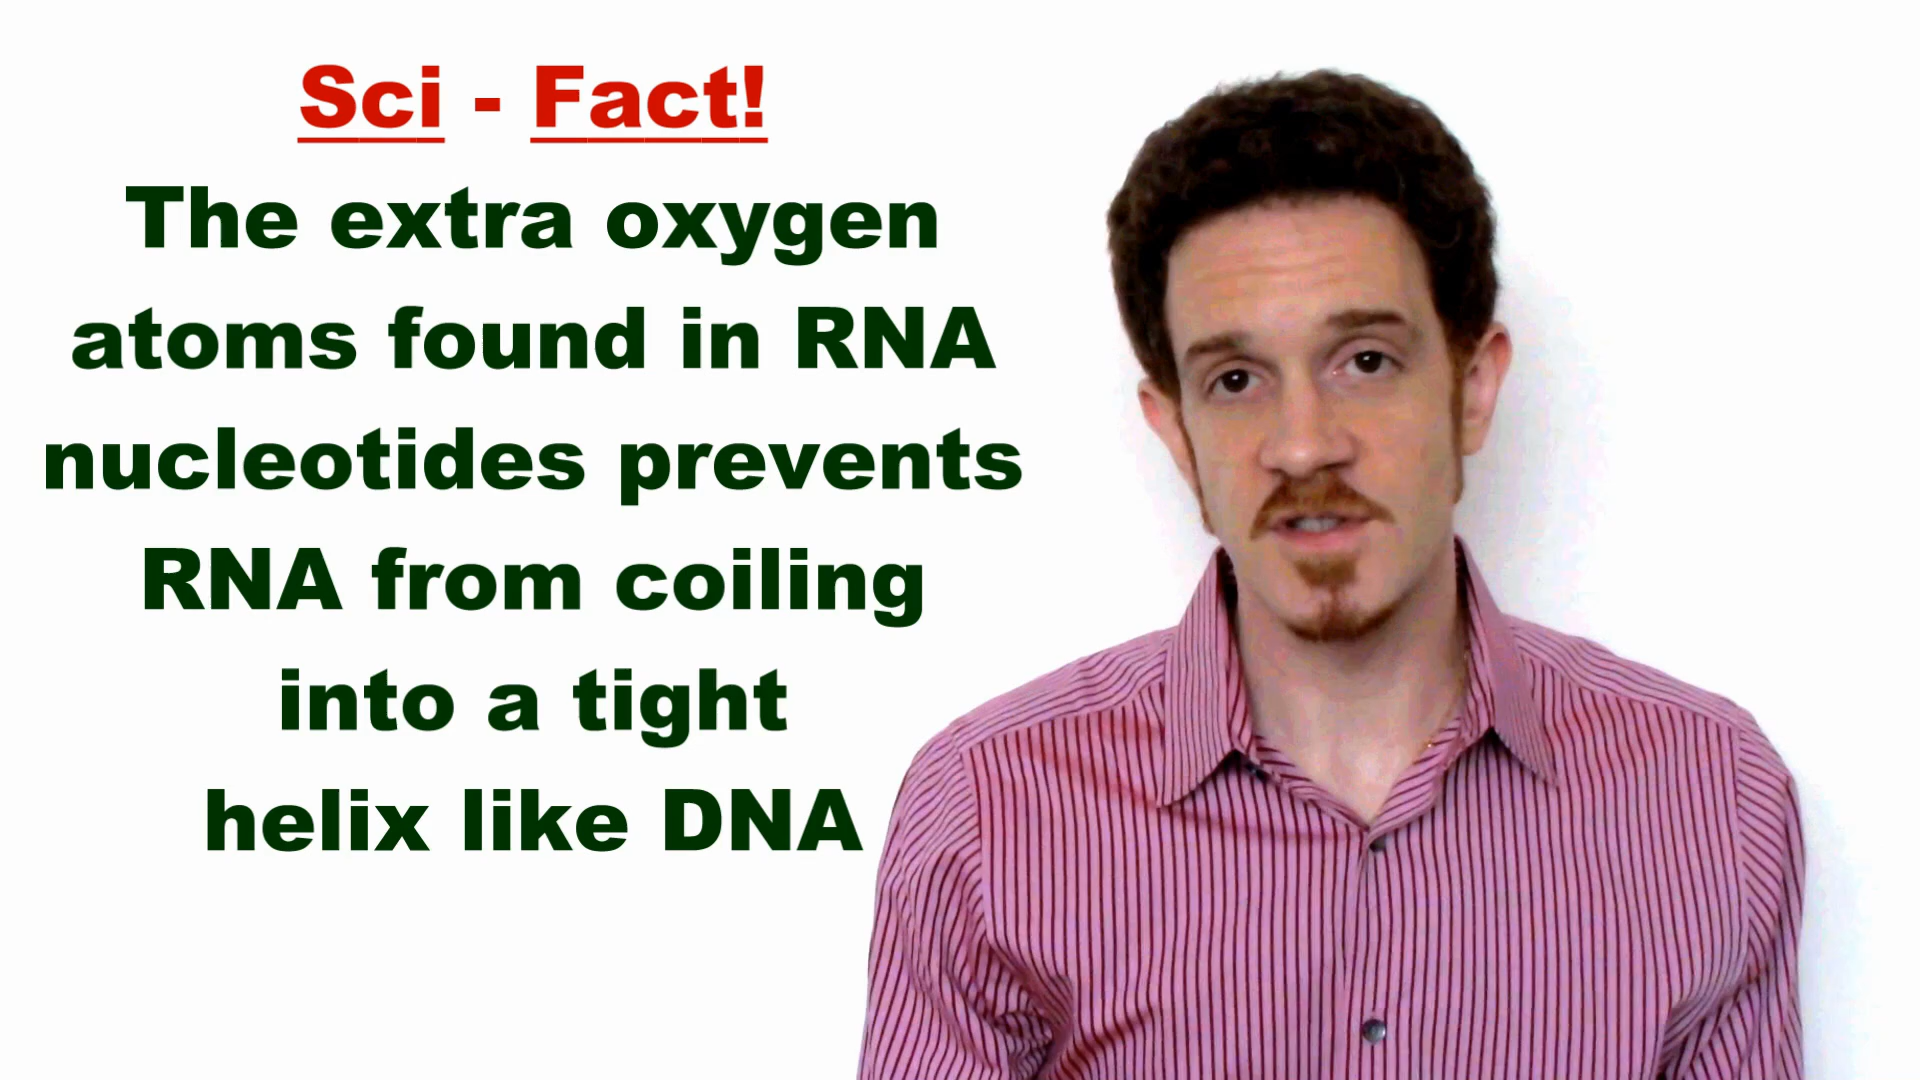 Sci - Fact!
The extra oxygen
atoms found in RNA
nucleotides prevents
RNA from coiling
into a tight
helix like DNA